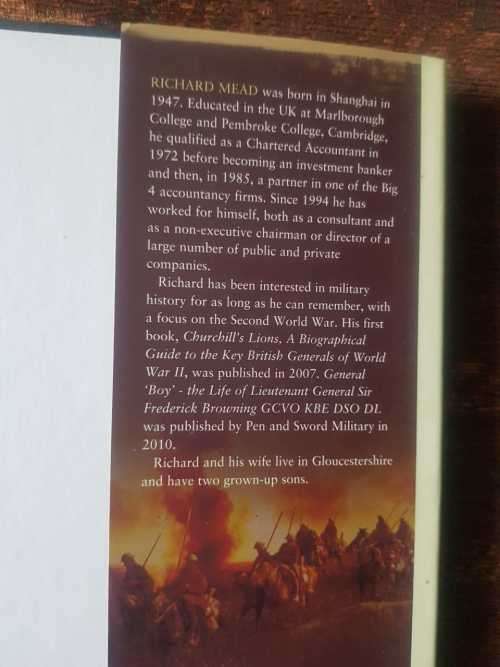 RICHARD MEAD was born in Shanghai in
1947. Educated in the UK at Marlborough
College and Pembroke College, Cambridge,
he qualified as a Chartered Accountant in
1972 before becoming an investment banker
and then, in 1985, a partner in one of the Big
4 accountancy firms. Since 1994 he has
worked for himself, both as a consultant and
as a non-executive chairman or director of a
large number of public and private
companies.
Richard has been interested in military
history for as long as he can remember, with
a focus on the Second World War. His first
book, Churchill's Lions, A Biographical
Guide to the Key British Generals of World
War II, was published in 2007. General
'Boy' - the Life of Lieutenant General Sir
Frederick Browning GCVO KBE DSO DL
was published by Pen and Sword Military in
2010.
Richard and his wife live in Gloucestershire
and have two grown-up sons.